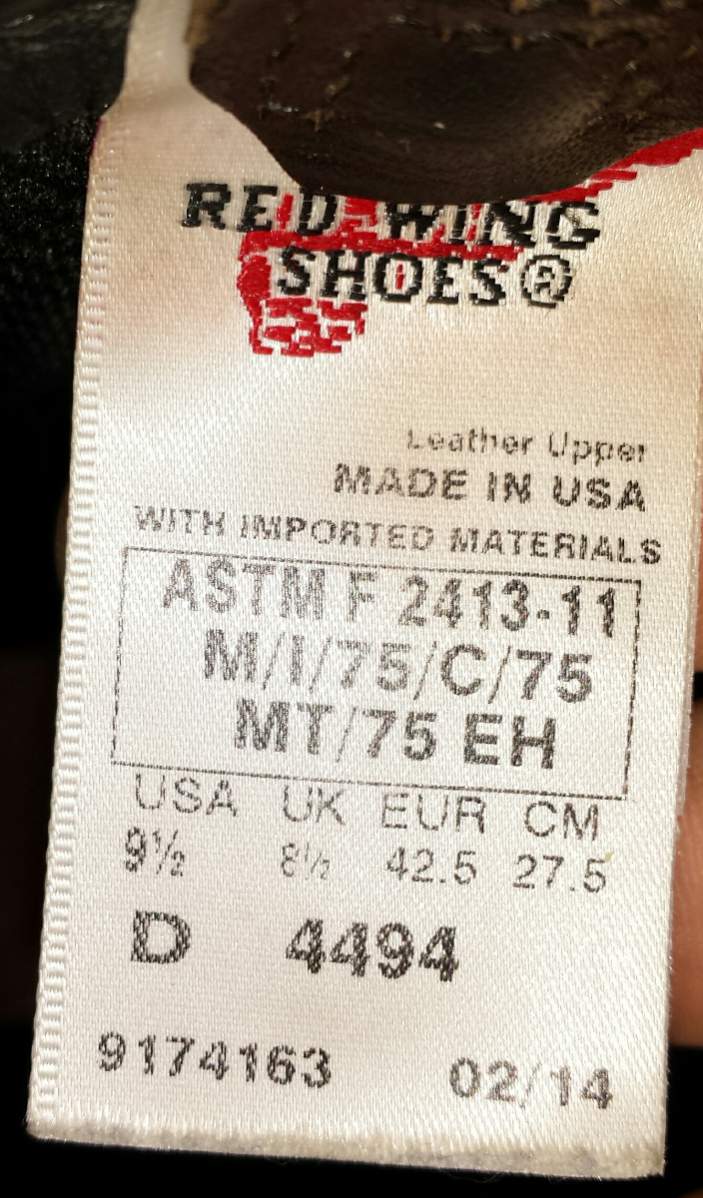 RED WING
SHOES®
Leather Upper
MADE IN USA
WITH IMPORTED MATERIALS
ASTM F 2413-11
M/I/75/C/75
MT/75 EH
USA UK EUR CM
9½ 8½ 42.5 27.5
D 4494
9174163 02/14